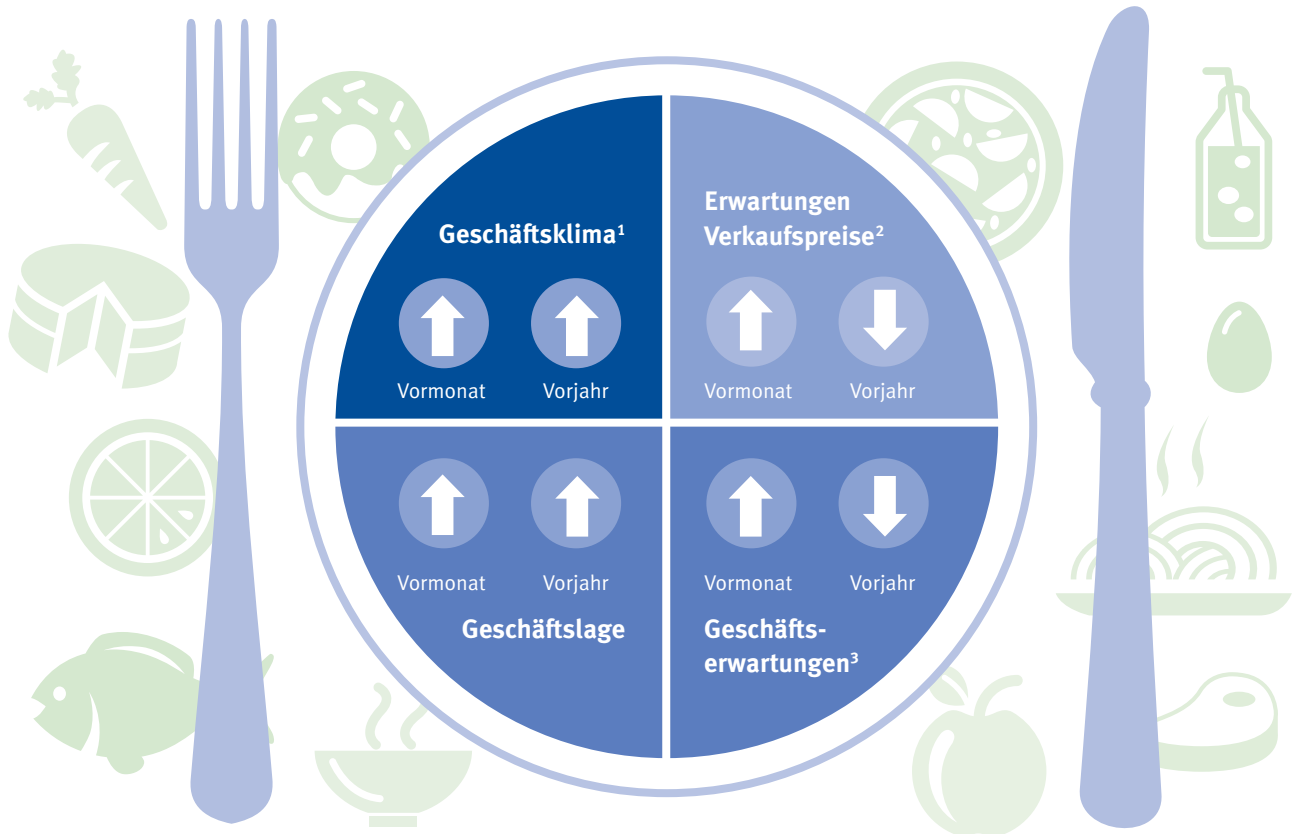 Geschäftsklima¹
Vormonat Vorjahr
Erwartungen
Verkaufspreise²
Vormonat Vorjahr
Vormonat Vorjahr
Geschäftslage
Vormonat Vorjahr
Geschäfts-
erwartungen³